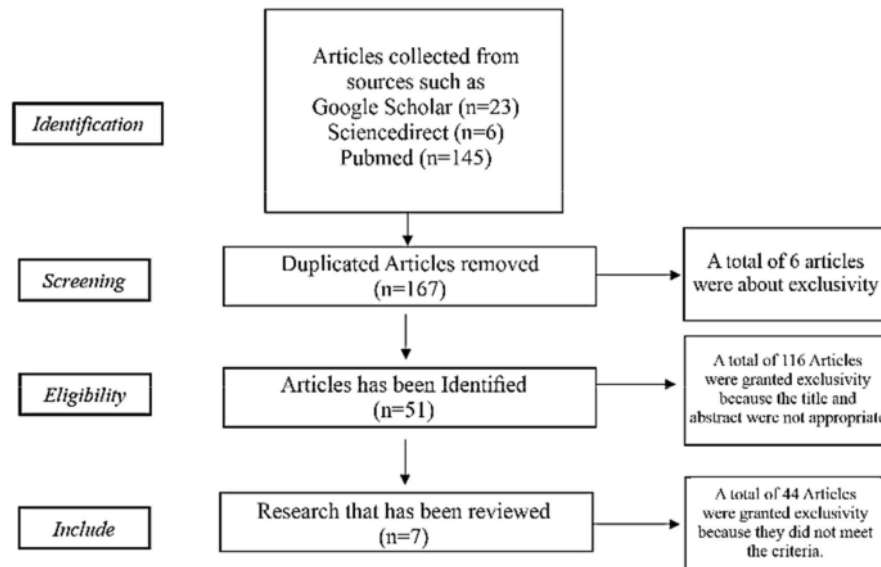 Identification
Articles collected from
sources such as
Google Scholar (n=23)
Sciencedirect (n=6)
Pubmed (n=145)
Screening
Duplicated Articles removed
(n=167)
A total of 6 articles
were about exclusivity
Eligibility
Articles has been Identified
(n=51)
A total of 116 Articles
were granted exclusivity
because the title and
abstract were not appropriate
Include
Research that has been reviewed
(n=7)
A total of 44 Articles
were granted exclusivity
because they did not meet
the criteria.